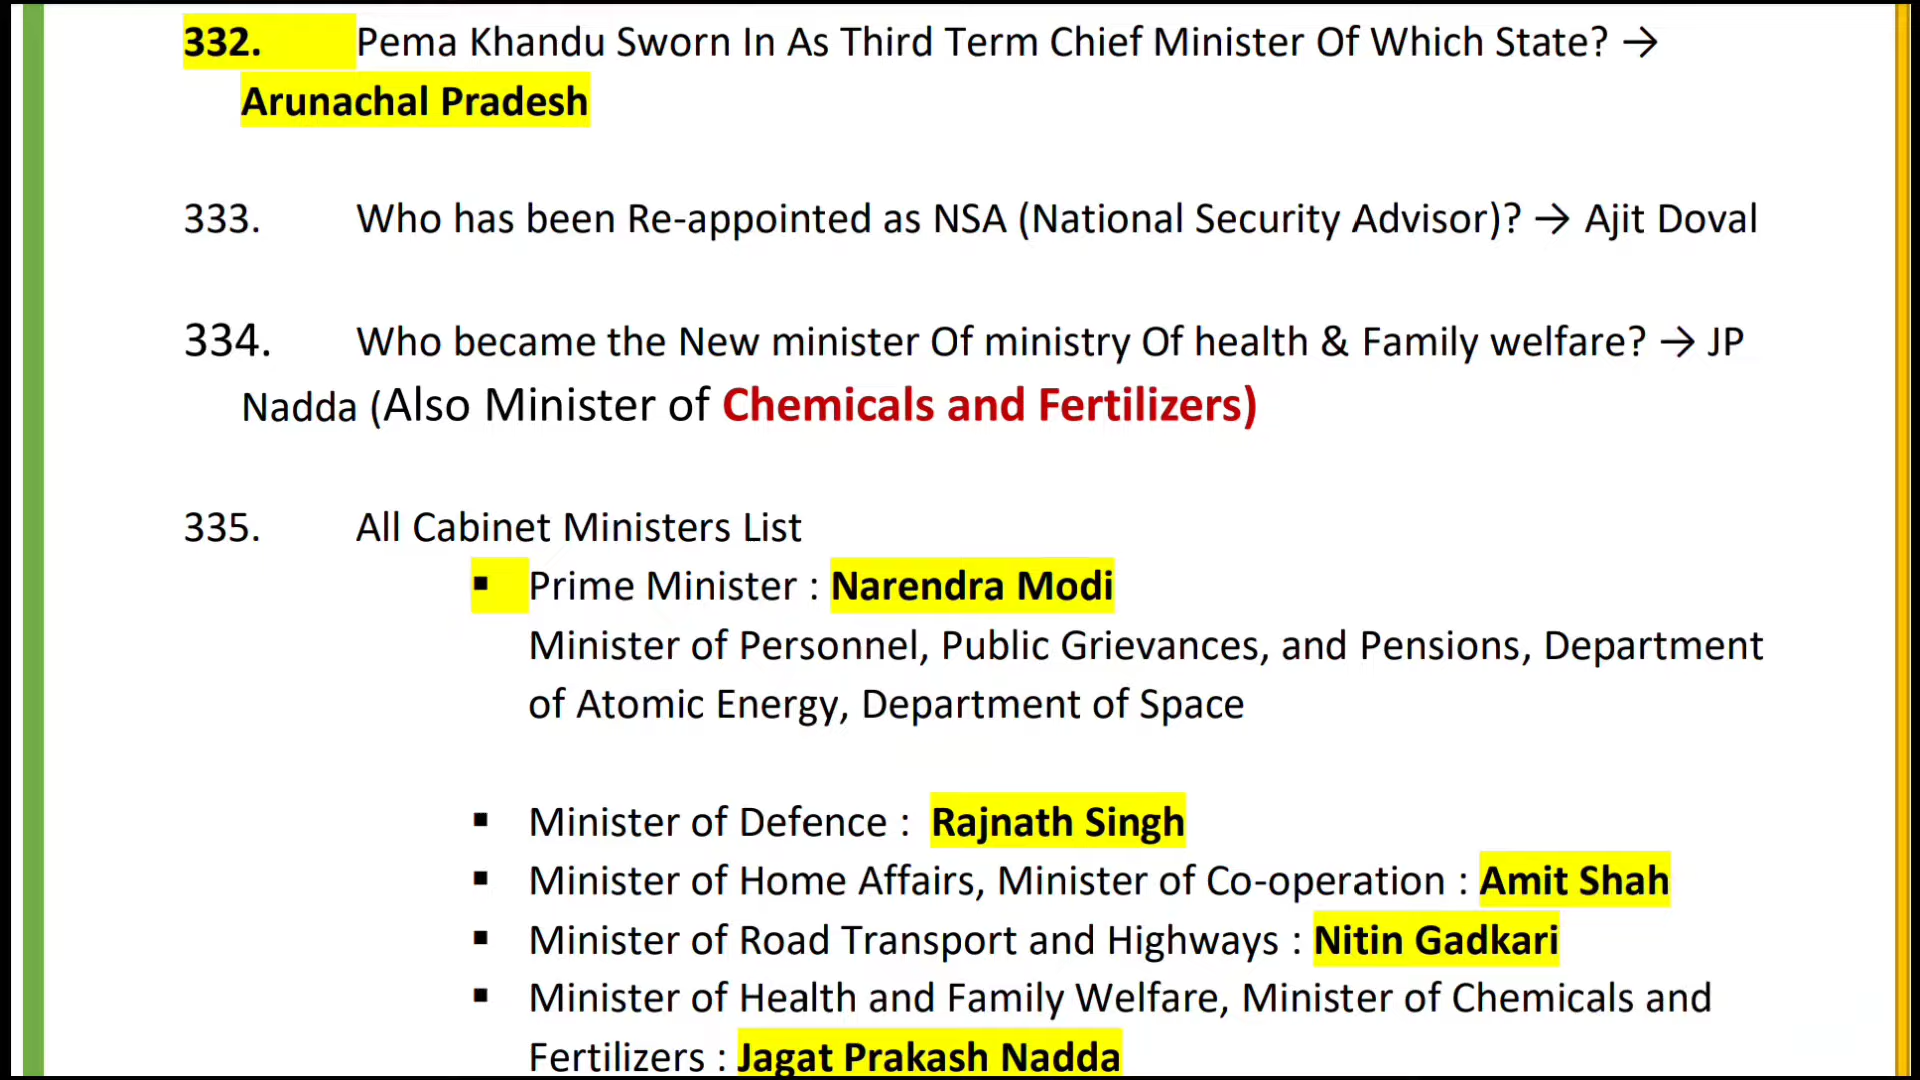 332. Pema Khandu Sworn In As Third Term Chief Minister Of Which State? →
Arunachal Pradesh
333. Who has been Re-appointed as NSA (National Security Advisor)? → Ajit Doval
334. Who became the New minister Of ministry Of health & Family welfare? → JP
Nadda (Also Minister of Chemicals and Fertilizers)
335. All Cabinet Ministers List
▪ Prime Minister : Narendra Modi
Minister of Personnel, Public Grievances, and Pensions, Department
of Atomic Energy, Department of Space
▪ Minister of Defence : Rajnath Singh
▪ Minister of Home Affairs, Minister of Co-operation : Amit Shah
▪ Minister of Road Transport and Highways : Nitin Gadkari
▪ Minister of Health and Family Welfare, Minister of Chemicals and
Fertilizers : Jagat Prakash Nadda